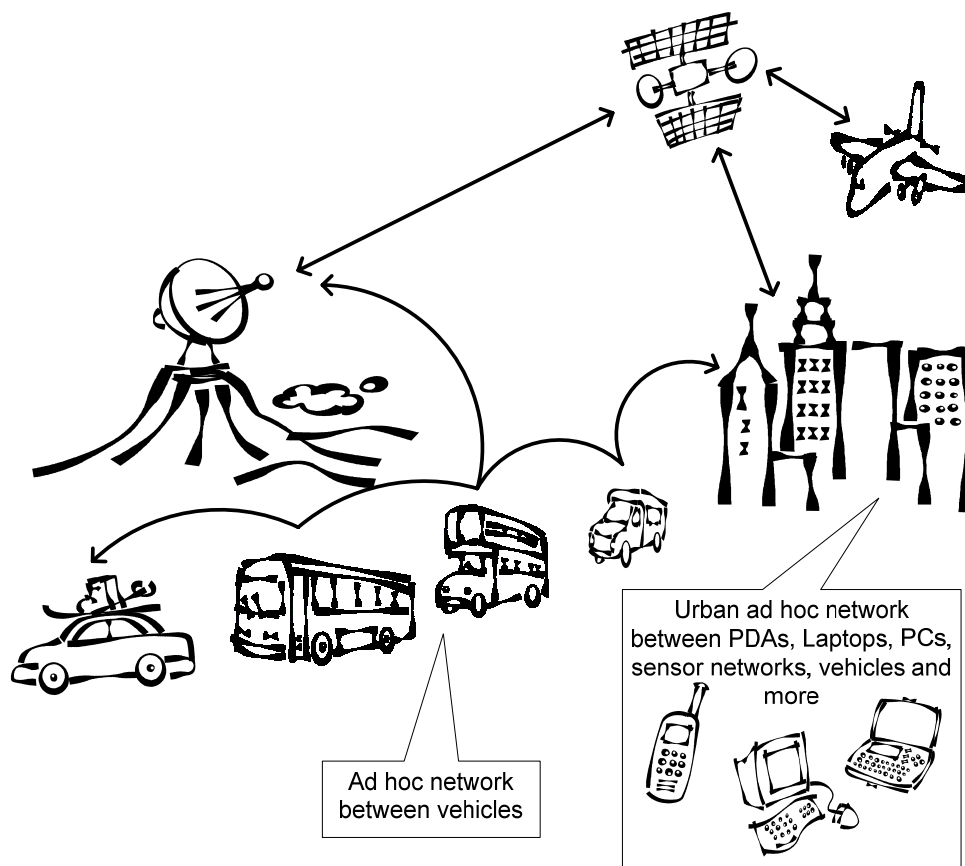 Urban ad hoc network
between PDAs, Laptops, PCs,
sensor networks, vehicles and
more
Ad hoc network
between vehicles